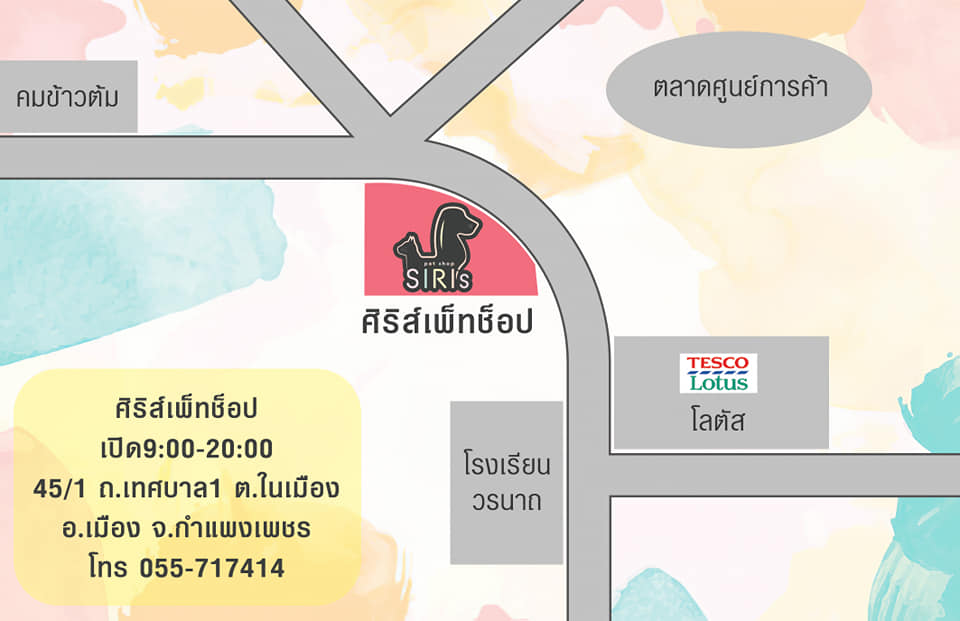 คมข้าวต้ม
ตลาดศูนย์การค้า
pet shop
SIRI's
ศิริส์เพ็ทช็อป
TESCO
Lotus
โลตัส
โรงเรียน
วรนาถ
ศิริส์เพ็ทช็อป
เปิด9:00-20:00
45/1 ถ.เทศบาล1 ต.ในเมือง
อ.เมือง จ.กำแพงเพชร
โทร 055-717414